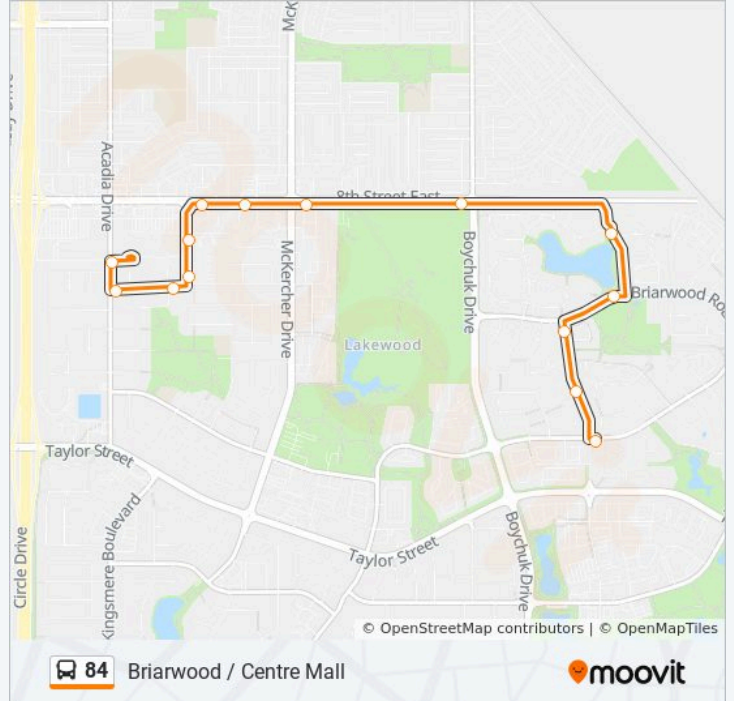 Acadia Drive
8th Street East
McKercher Drive
Boychuk Drive
Briarwood
Lakewood
Taylor Street
Kingsmere Boulevard
Circle Drive
Taylor Street
Boychuk Drive
© OpenStreetMap contributors | © OpenMapTiles
84 Briarwood / Centre Mall moovit